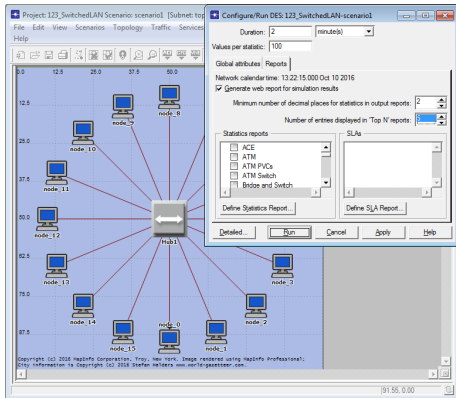 Project: 123_SwitchedLAN Scenario: scenario1 [Subnet: top
File Edit View Scenarios Topology Traffic Services
Help
0.0 12.5 25.0 37.5 50.0
12.5
25.0
37.5
50.0
62.5
75.0
87.5
node_8
node_9
node_10
node_11
node_12
Hub1
node_13
node_3
node_14
node_2
node_15
node_0
node_1
Copyright (c) 2016 MapInfo Corporation, Troy, New York. Image rendered using MapInfo Professional;
City information is Copyright (c) 2016 Stefan Helders www.world-gazetteer.com.
91.55, 0.00
Configure/Run DES: 123_SwitchedLAN-scenario1
Duration: 2 minute(s)
Values per statistic: 100
Global attributes Reports
Network calendar time: 13:22:15.000 Oct 10 2016
Generate web report for simulation results
Minimum number of decimal places for statistics in output reports: 2
Number of entries displayed in 'Top N' reports: 5
Statistics reports
ACE
ATM
ATM PVCs
ATM Switch
Bridge and Switch
Define Statistics Report...
SLAs
Define SLA Report...
Detailed... Run Cancel Apply Help